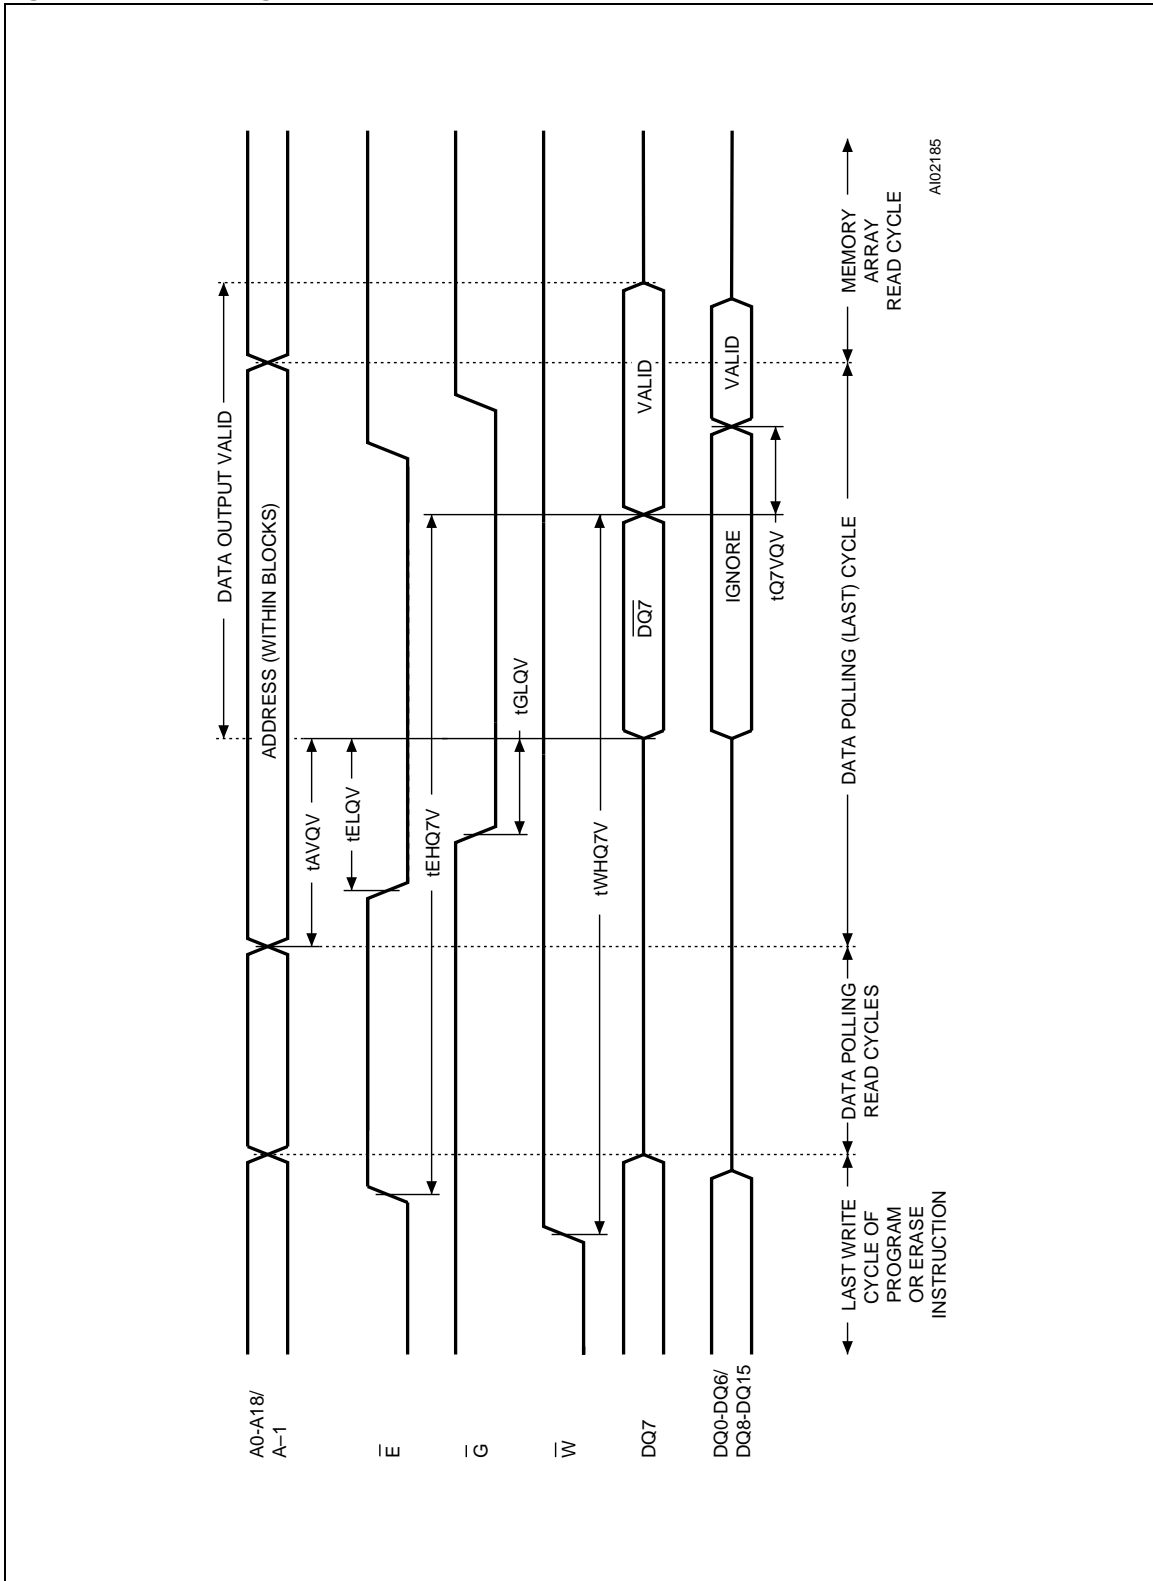 A0-A18/
A–1
E
G
W
DQ7
DQ0-DQ6/
DQ8-DQ15
DATA OUTPUT VALID
ADDRESS (WITHIN BLOCKS)
tAVQV
tELQV
tEHQ7V
tGLQV
tWHQ7V
DQ7
VALID
IGNORE
VALID
tQ7VQV
LAST WRITE
CYCLE OF
PROGRAM
OR ERASE
INSTRUCTION
DATA POLLING
READ CYCLES
DATA POLLING (LAST) CYCLE
MEMORY
ARRAY
READ CYCLE
AI02185